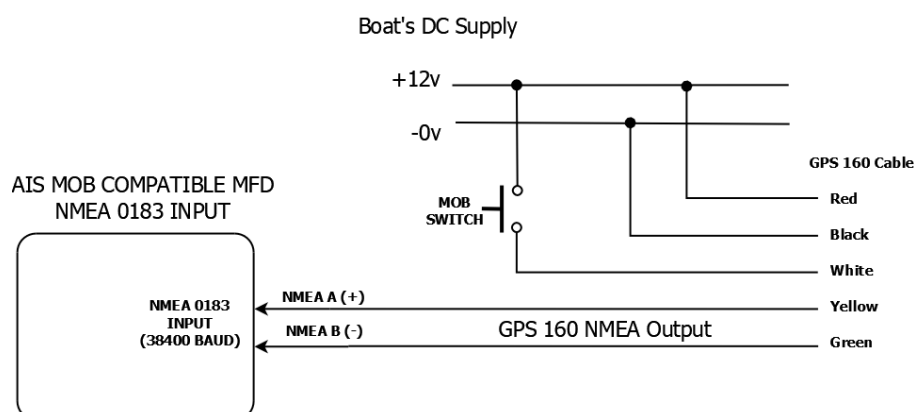 Boat's DC Supply
+12v
-0v
GPS 160 Cable
AIS MOB COMPATIBLE MFD
NMEA 0183 INPUT
MOB
SWITCH
Red
Black
White
Yellow
Green
NMEA 0183
INPUT
(38400 BAUD)
NMEA A (+)
NMEA B (-)
GPS 160 NMEA Output